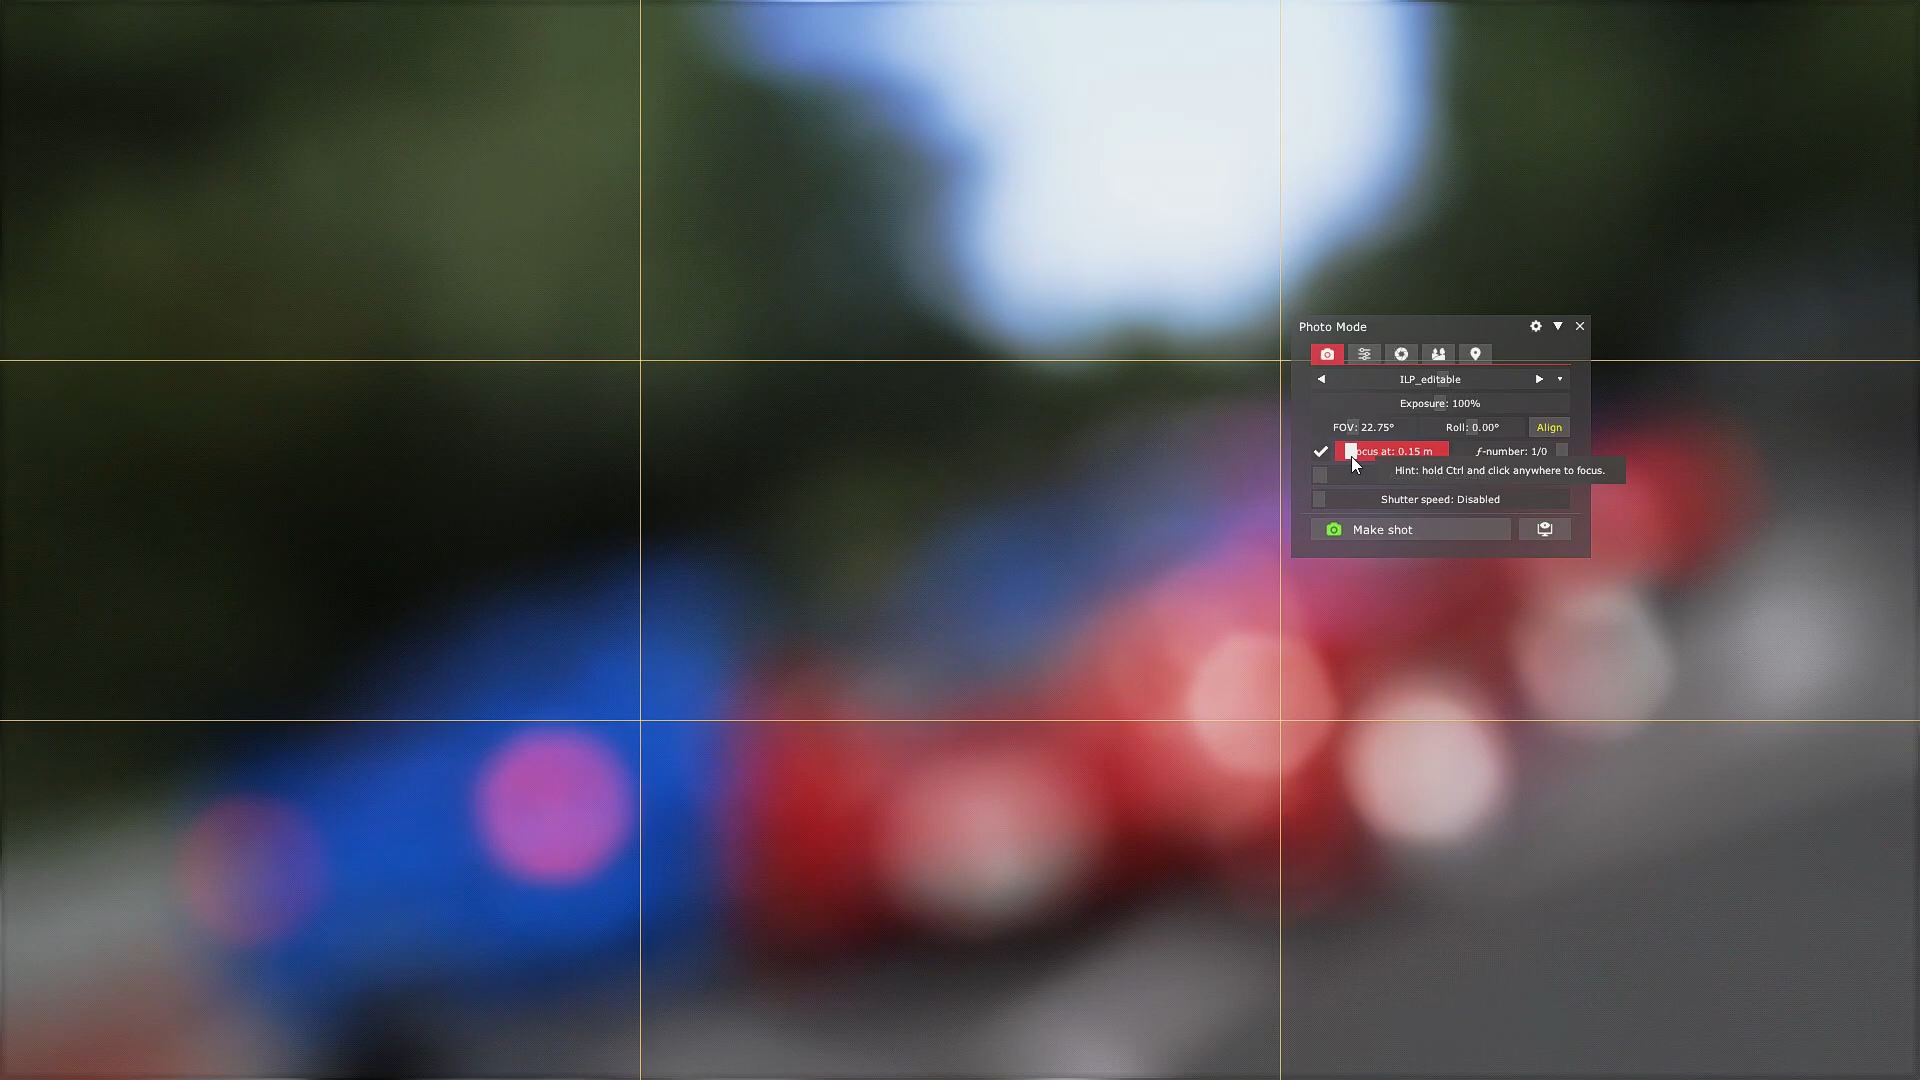 Photo Mode
ILP_editable
Exposure: 100%
FOV: 22.75° Roll: 0.00° Align
ocus at: 0.15 m ƒ-number: 1/0
Hint: hold Ctrl and click anywhere to focus.
Shutter speed: Disabled
Make shot